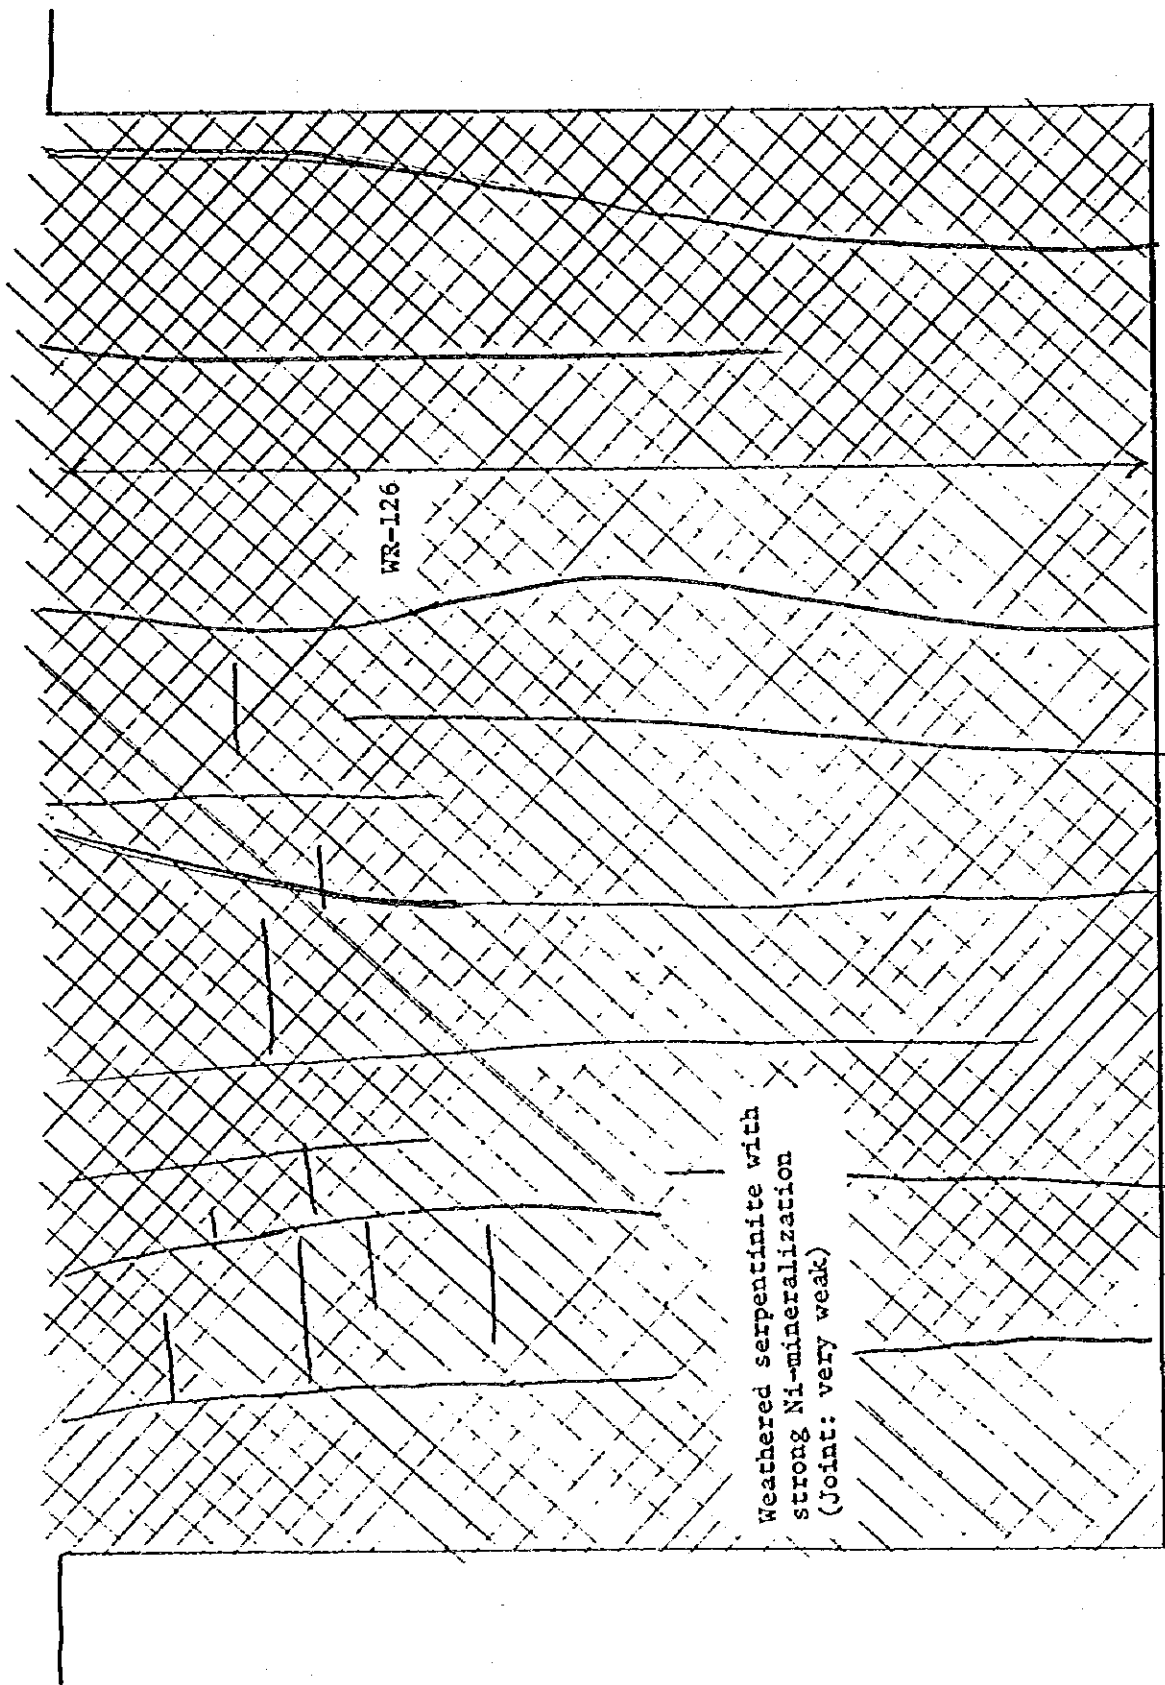 WR-126
Weathered serpentinite with
strong Ni-mineralization
(Joint: very weak)